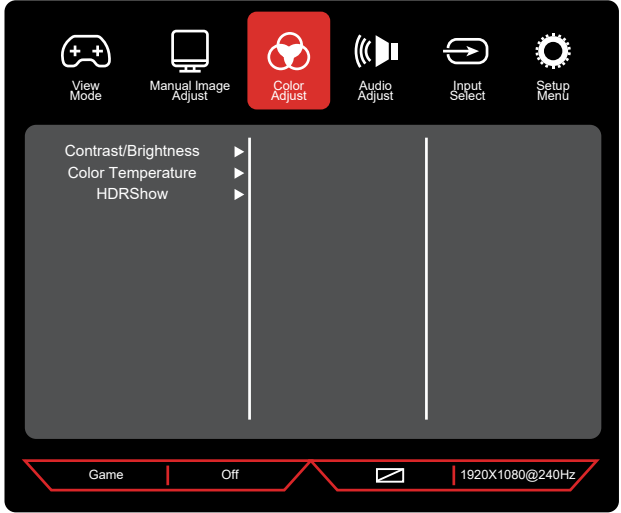 View
Mode
Manual Image
Adjust
Color
Adjust
Audio
Adjust
Input
Select
Setup
Menu
Contrast/Brightness
Color Temperature
HDRShow
Game
Off
1920X1080@240Hz